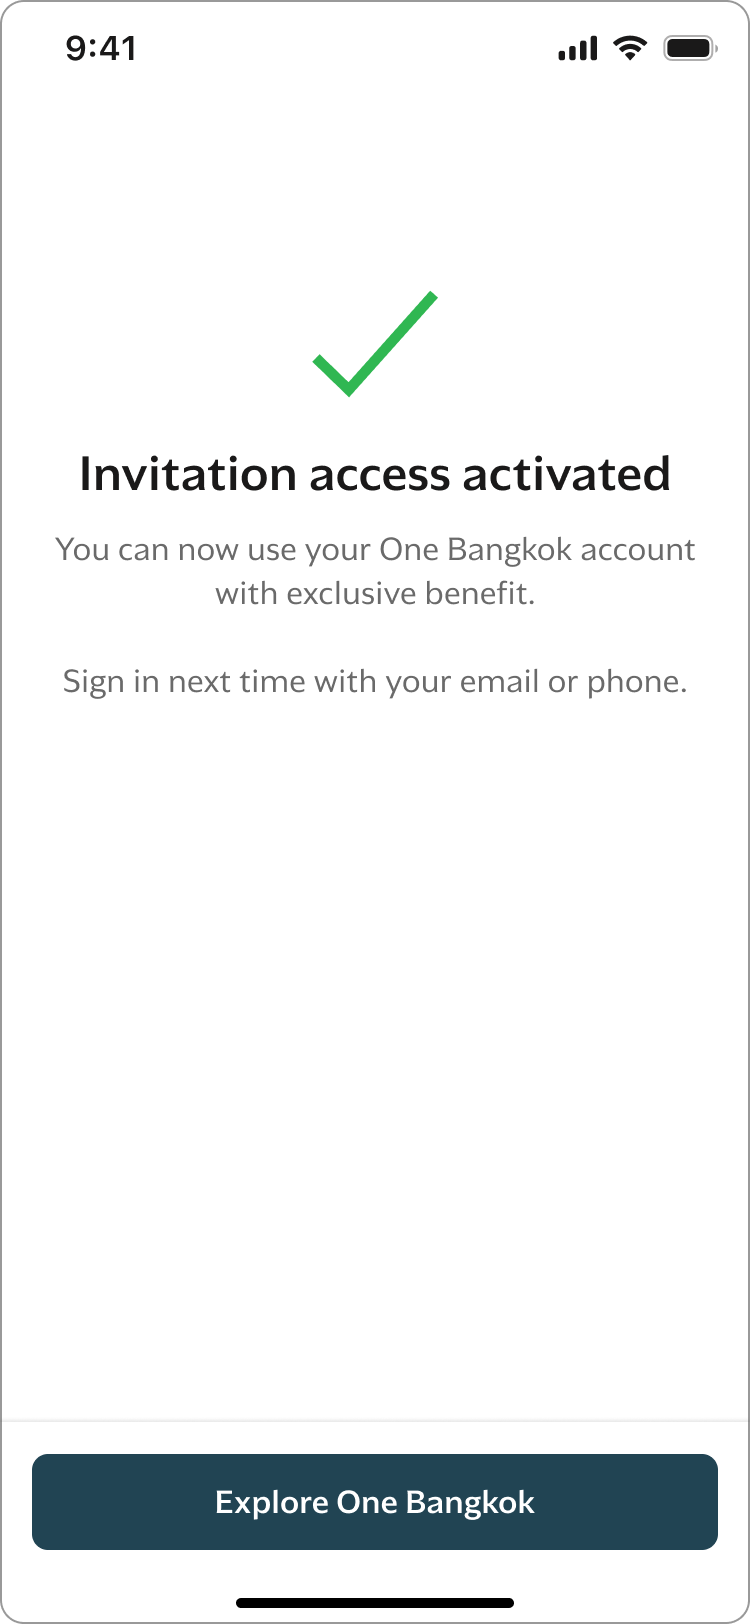 9:41
Invitation access activated
You can now use your One Bangkok account
with exclusive benefit.
Sign in next time with your email or phone.
Explore One Bangkok